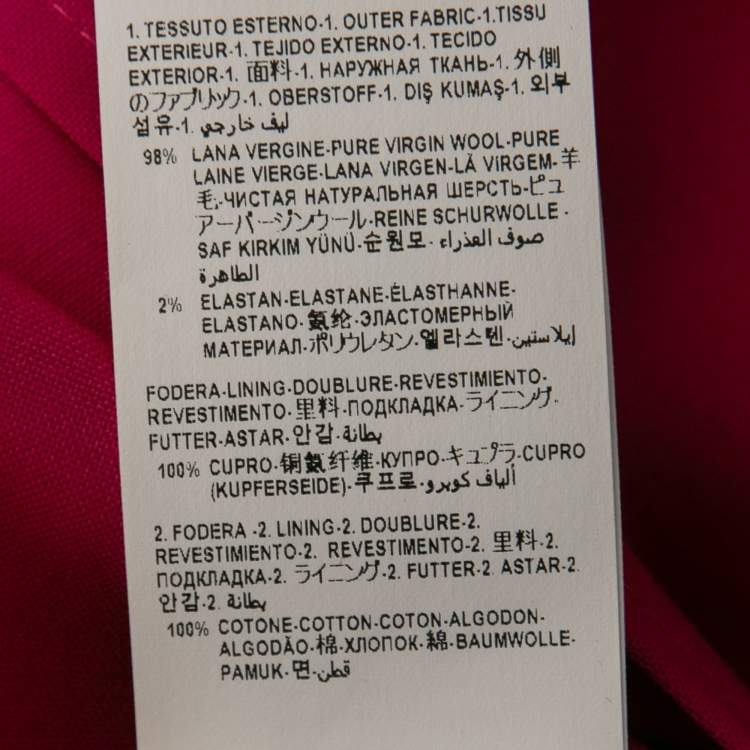 1. TESSUTO ESTERNO-1. OUTER FABRIC-1.TISSU
EXTERIEUR-1. TEJIDO EXTERNO-1. TECIDO
EXTERIOR-1. 面料-1. НАРУЖНАЯ ТКАНЬ-1. 外側
のファブリック-1. OBERSTOFF-1. DIŞ KUMAŞ-1. 외부
섬유-1. ليف خارجي
98% LANA VERGINE-PURE VIRGIN WOOL-PURE
LAINE VIERGE-LANA VIRGEN-LÃ VIRGEM-羊
毛-ЧИСТАЯ НАТУРАЛЬНАЯ ШЕРСТЬ-ピュ
アーバージンウール-REINE SCHURWOLLE-
SAF KIRKIM YÜNÜ-순원모- صوف العذراء
الطاهرة
2% ELASTAN-ELASTANE-ÉLASTHANNE-
ELASTANO-氨纶-ЭЛАСТОМЕРНЫЙ
МАТЕРИАЛ-ポリウレタン-엘라스텐-إيلاستين
FODERA-LINING-DOUBLURE-REVESTIMIENTO-
REVESTIMENTO-里料-ПОДКЛАДКА-ライニング-
FUTTER-ASTAR-안감-بطانة
100% CUPRO-铜氨纤维-КУПРО-キュプラ-CUPRO
(KUPFERSEIDE)-쿠프로-ألياف كوبرو
2. FODERA -2. LINING-2. DOUBLURE-2.
REVESTIMIENTO-2. REVESTIMENTO-2. 里料-2.
ПОДКЛАДКА-2. ライニング-2. FUTTER-2. ASTAR-2.
안감-2. بطانة
100% COTONE-COTTON-COTON-ALGODON-
ALGODÃO-棉-ХЛОПОК-綿-BAUMWOLLE-
PAMUK-면-قطن